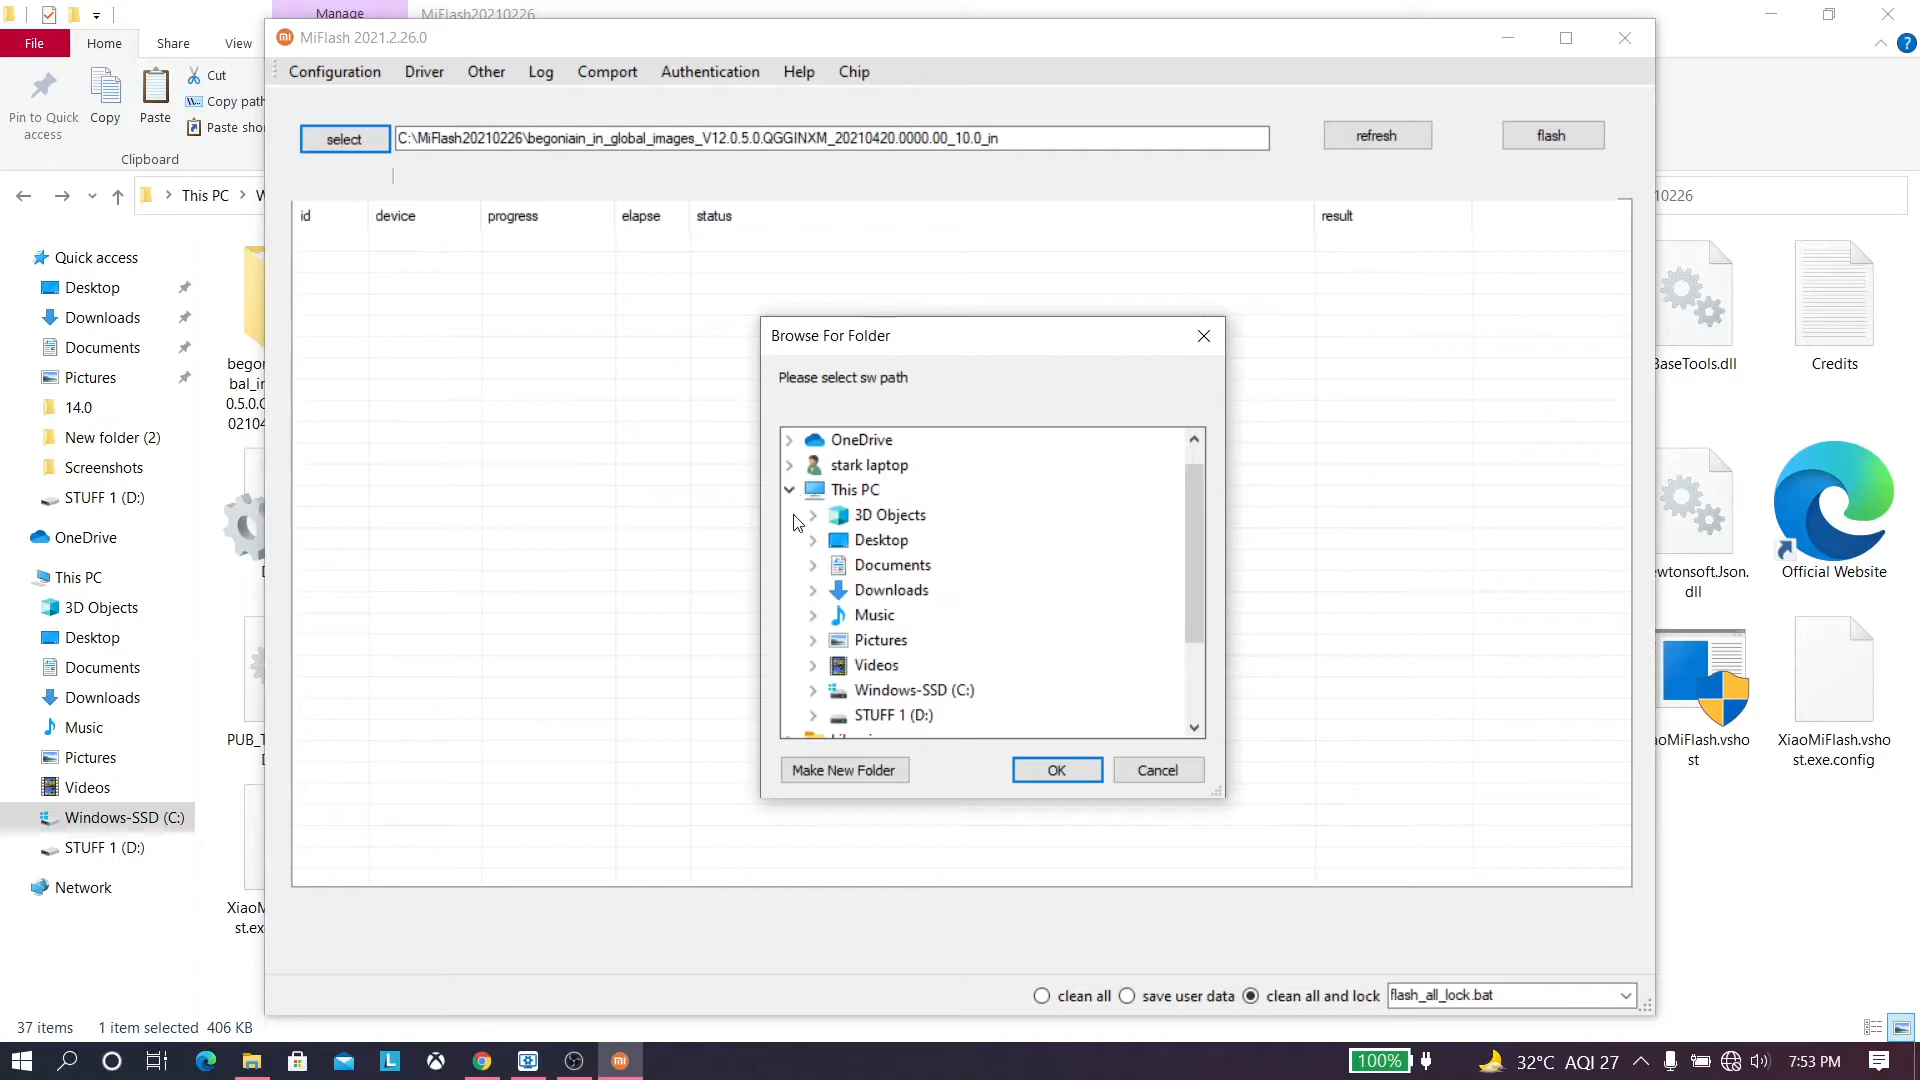 Manage
MiFlash20210226
File
Home
Share
View
Pin to Quick
access
Copy
Paste
Cut
Copy path
Clipboard
MiFlash 2021.2.26.0
Configuration
Driver
Other
Log
Comport
Authentication
Help
Chip
select
C:\MiFlash20210226\begoniain_in_global_images_V12.0.5.0.QGGINXM_20210420.0000.00_10.0_in
refresh
flash
This PC
id
device
progress
elapse
status
result
Quick access
Desktop
Downloads
Documents
Pictures
14.0
New folder (2)
Screenshots
STUFF 1 (D:)
OneDrive
This PC
3D Objects
Desktop
Documents
Downloads
Music
Pictures
Videos
Windows-SSD (C:)
STUFF 1 (D:)
Network
Browse For Folder
Please select sw path
OneDrive
stark laptop
This PC
3D Objects
Desktop
Documents
Downloads
Music
Pictures
Videos
Windows-SSD (C:)
STUFF 1 (D:)
Make New Folder
OK
Cancel
BaseTools.dll
Credits
wtonsoft.Json.
dll
Official Website
oMiFlash.vsho
st
XiaoMiFlash.vsho
st.exe.config
clean all
save user data
clean all and lock
flash_all_lock.bat
37 items
1 item selected
406 KB
100%
32°C AQI 27
7:53 PM